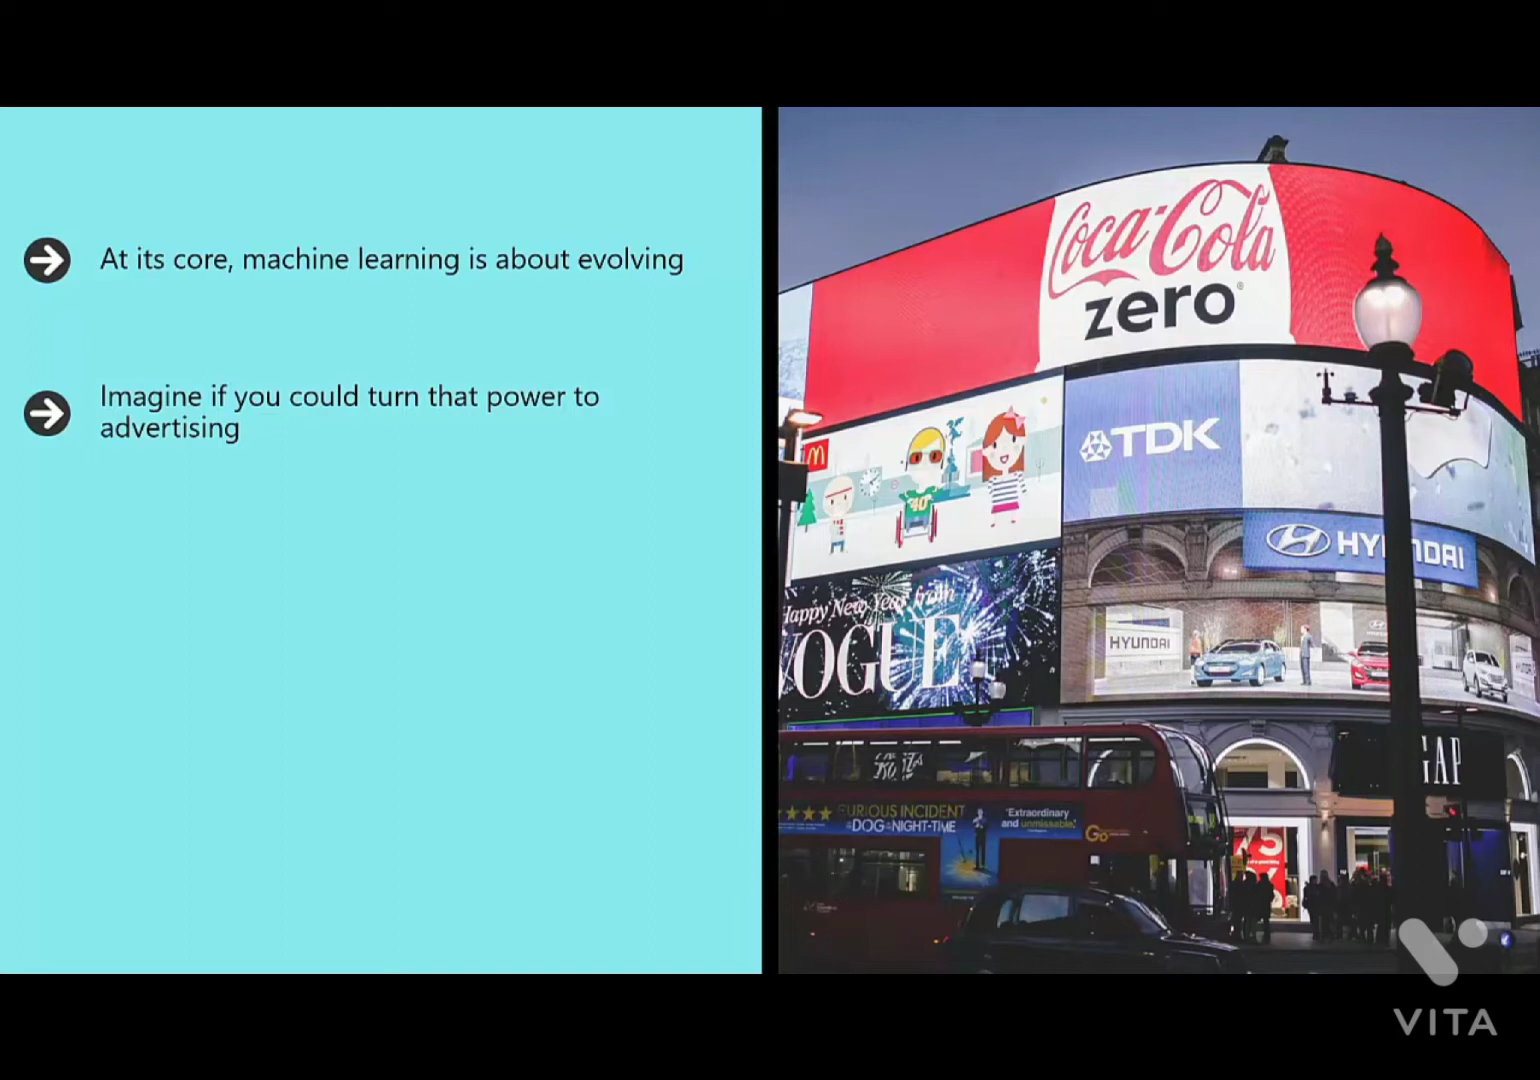 At its core, machine learning is about evolving
Imagine if you could turn that power to
advertising
Coca-Cola
zero
TDK
HYUNDAI
Happy New Year from
VOGUE
HYUNDAI
GAP
CURIOUS INCIDENT
DOG IN THE NIGHT-TIME
'Extraordinary
and unmissable'
Go
75
VITA